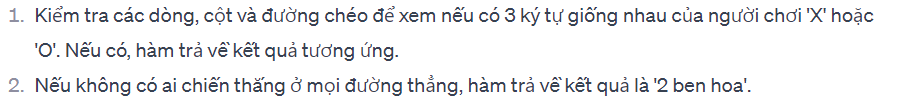 1. Kiểm tra các dòng, cột và đường chéo để xem nếu có 3 ký tự giống nhau của người chơi 'X' hoặc
'O'. Nếu có, hàm trả về kết quả tương ứng.
2. Nếu không có ai chiến thắng ở mọi đường thẳng, hàm trả về kết quả là '2 ben hoa'.